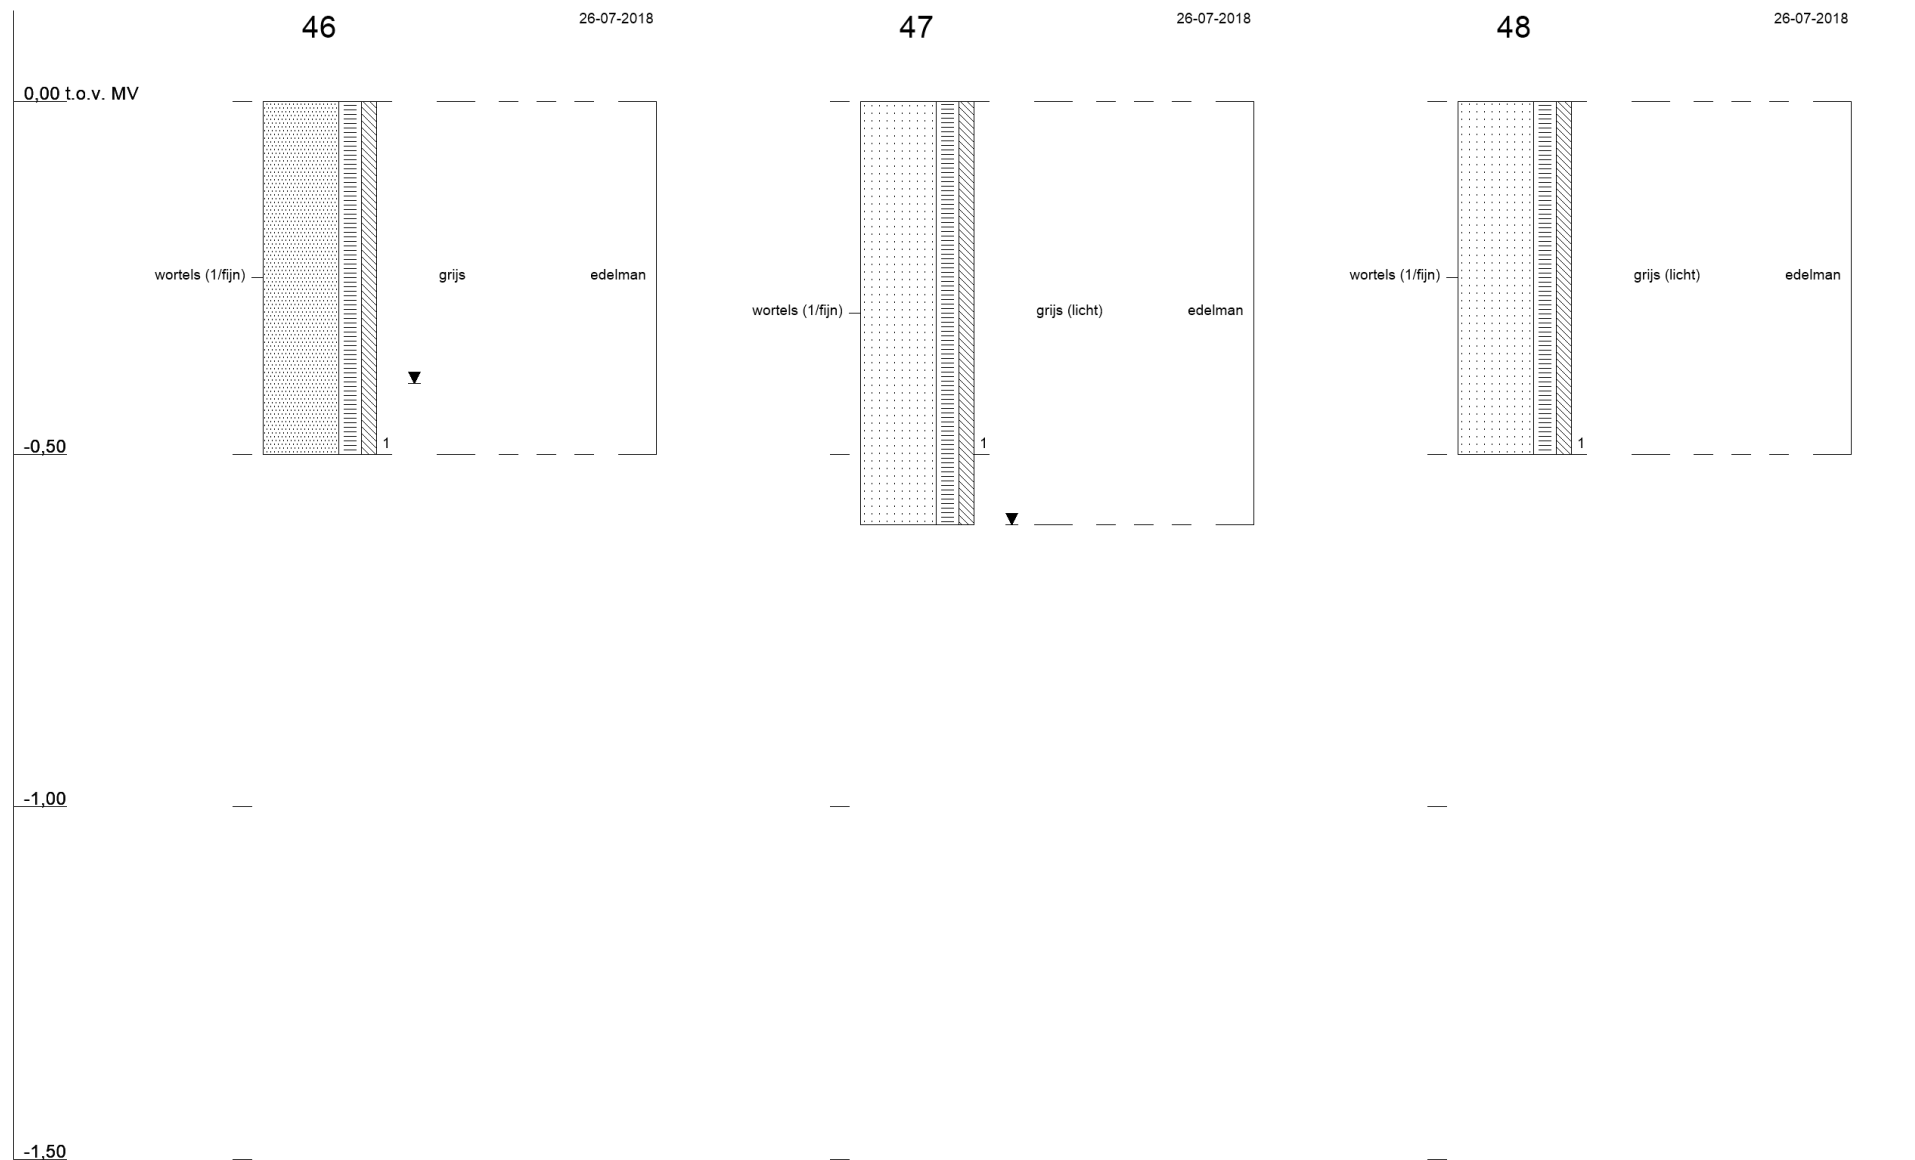 46 26-07-2018 47 26-07-2018 48 26-07-2018
0,00 t.o.v. MV
wortels (1/fijn) grijs edelman wortels (1/fijn) grijs (licht) edelman
wortels (1/fijn) grijs (licht) edelman
-0,50 1 1 1
-1,00
-1,50